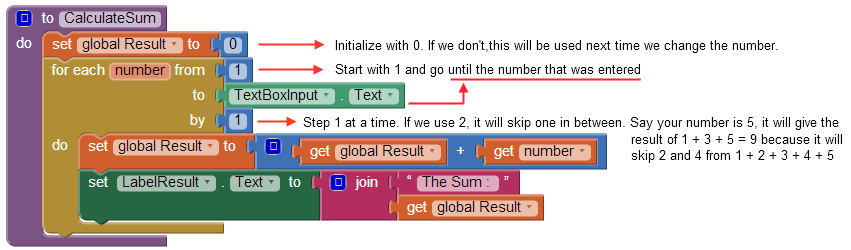 to CalculateSum
do set global Result to 0 Initialize with 0. If we don't,this will be used next time we change the number.
for each number from 1 Start with 1 and go until the number that was entered
to TextBoxInput . Text
by 1 Step 1 at a time. If we use 2, it will skip one in between. Say your number is 5, it will give the
result of 1 + 3 + 5 = 9 because it will
do set global Result to get global Result + get number
skip 2 and 4 from 1 + 2 + 3 + 4 + 5
set LabelResult . Text to join “ The Sum : ”
get global Result